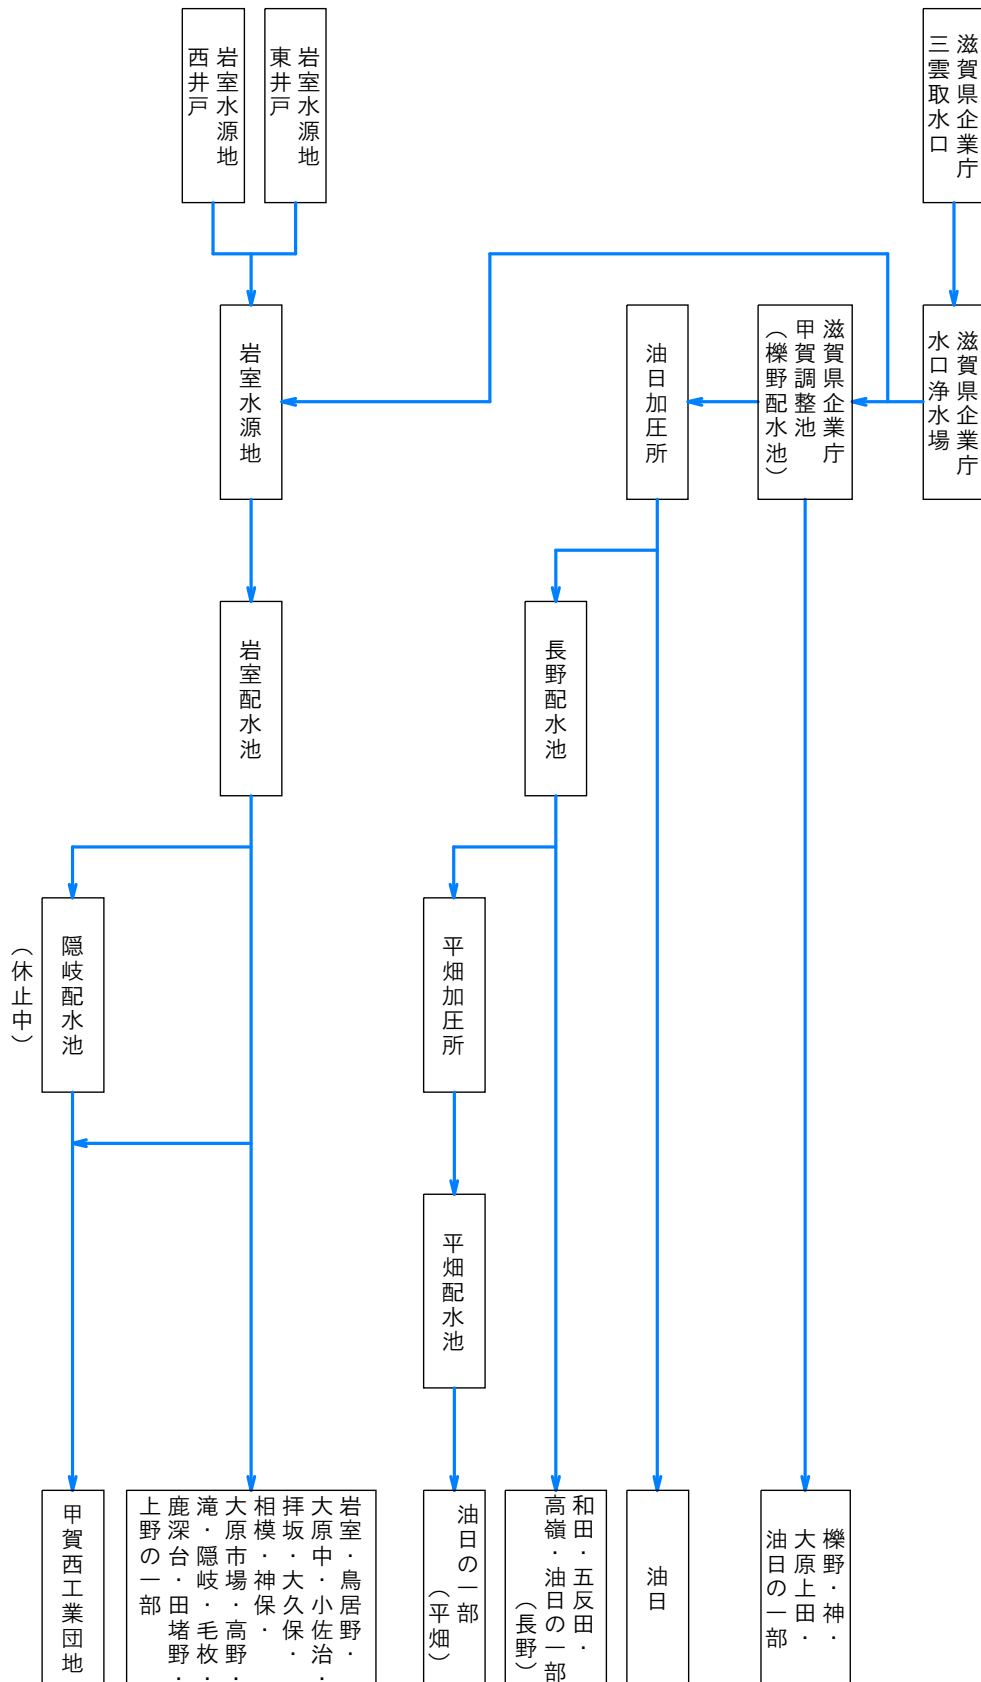 滋賀県企業庁
三雲取水口
岩室水源地
東井戸
岩室水源地
西井戸
滋賀県企業庁
水口浄水場
滋賀県企業庁
甲賀調整池
（櫟野配水池）
油日加圧所
岩室水源地
長野配水池
岩室配水池
平畑加圧所
隠岐配水池
（休止中）
平畑配水池
櫟野・神・
大原上田・
油日の一部
油日
和田・五反田・
高嶺・油日の一部
（長野）
油日の一部
（平畑）
岩室・鳥居野・
大原中・小佐治・
拝坂・大久保・
相模・神保・
大原市場・高野・
滝・隠岐・毛枚・
鹿深台・田堵野・
上野の一部
甲賀西工業団地